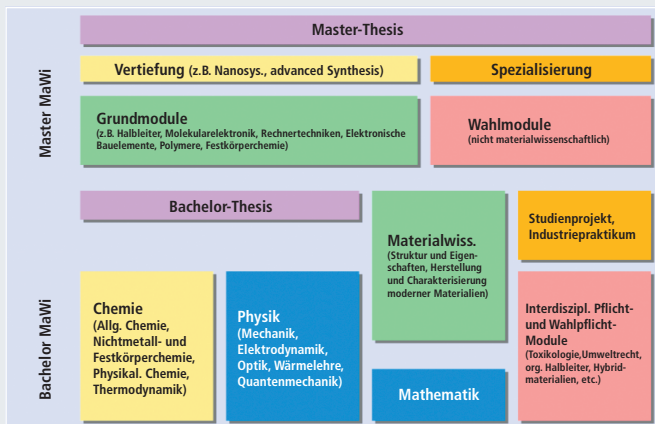 Master MaWi
Master-Thesis
Vertiefung (z.B. Nanosys., advanced Synthesis)
Spezialisierung
Grundmodule
(z.B. Halbleiter, Molekularelektronik, Rechnertechniken, Elektronische
Bauelemente, Polymere, Festkörperchemie)
Wahlmodule
(nicht materialwissenschaftlich)
Bachelor MaWi
Bachelor-Thesis
Materialwiss.
(Struktur und Eigen-
schaften, Herstellung
und Charakterisierung
moderner Materialien)
Studienprojekt,
Industriepraktikum
Chemie
(Allg. Chemie,
Nichtmetall- und
Festkörperchemie,
Physikal. Chemie,
Thermodynamik)
Physik
(Mechanik,
Elektrodynamik,
Optik, Wärmelehre,
Quantenmechanik)
Mathematik
Interdiszipl. Pflicht-
und Wahlpflicht-
Module
(Toxikologie,Umweltrecht,
org. Halbleiter, Hybrid-
materialien, etc.)